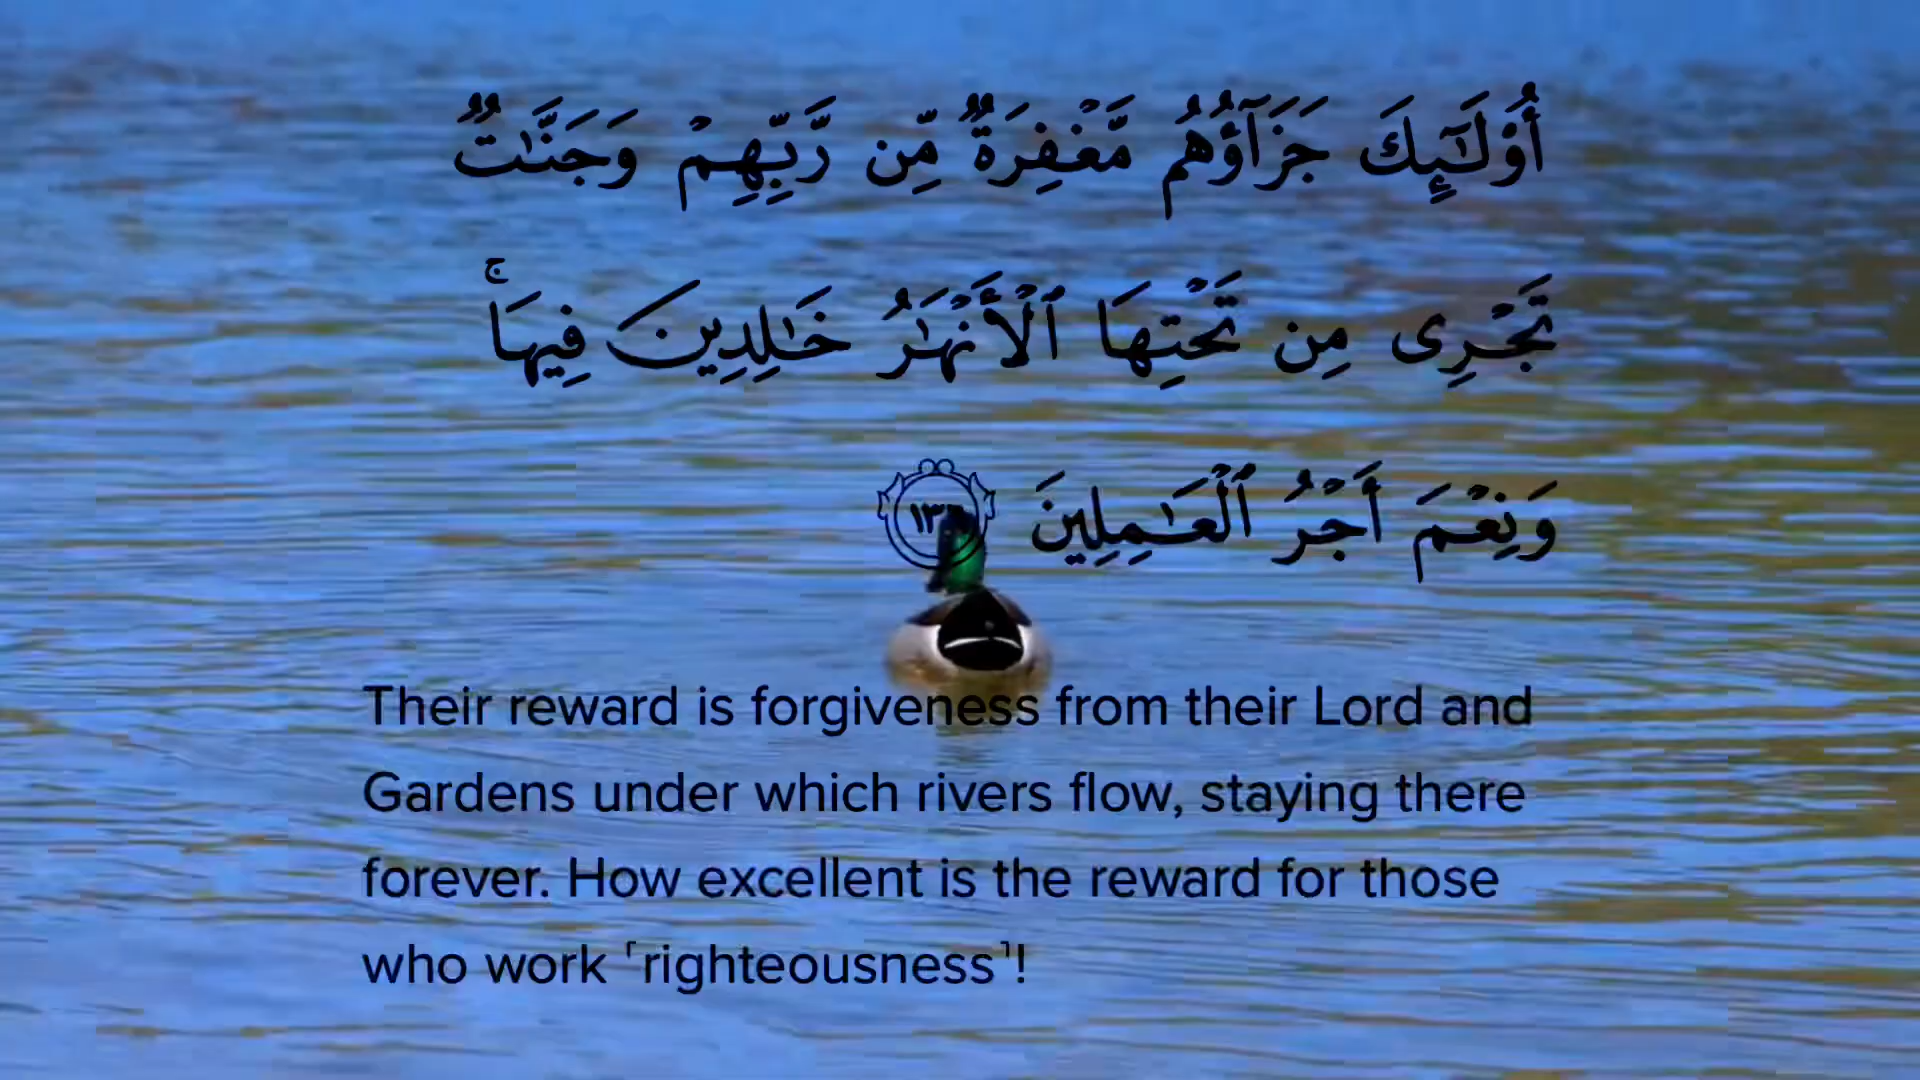 أُو۟لَـٰٓئِكَ جَزَآؤُهُم مَّغْفِرَةٌ مِّن رَّبِّهِمْ وَجَنَّـٰتٌ
تَجْرِى مِن تَحْتِهَا ٱلْأَنْهَـٰرُ خَـٰلِدِينَ فِيهَا ۚ
وَنِعْمَ أَجْرُ ٱلْعَـٰمِلِينَ
Their reward is forgiveness from their Lord and
Gardens under which rivers flow, staying there
forever. How excellent is the reward for those
who work ˹righteousness˺!